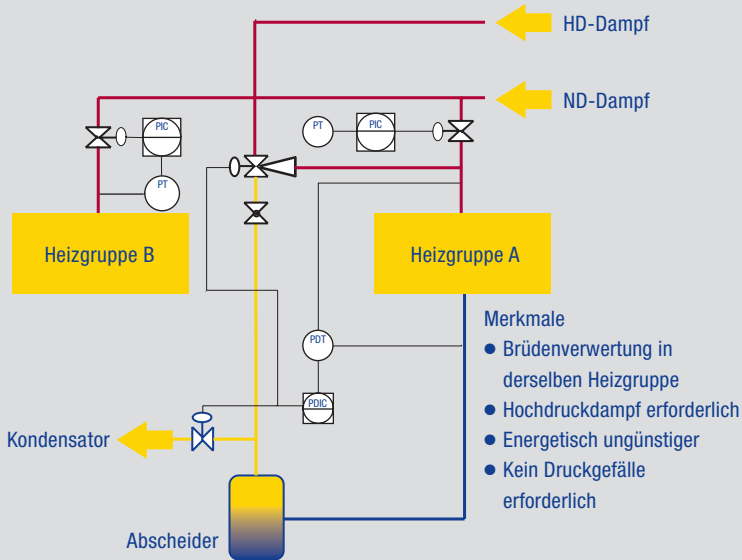 HD-Dampf
ND-Dampf
PIC
PT
PT
PIC
Heizgruppe B
Heizgruppe A
PDT
PDIC
Kondensator
Abscheider
Merkmale
● Brüdenverwertung in
derselben Heizgruppe
● Hochdruckdampf erforderlich
● Energetisch ungünstiger
● Kein Druckgefälle
erforderlich